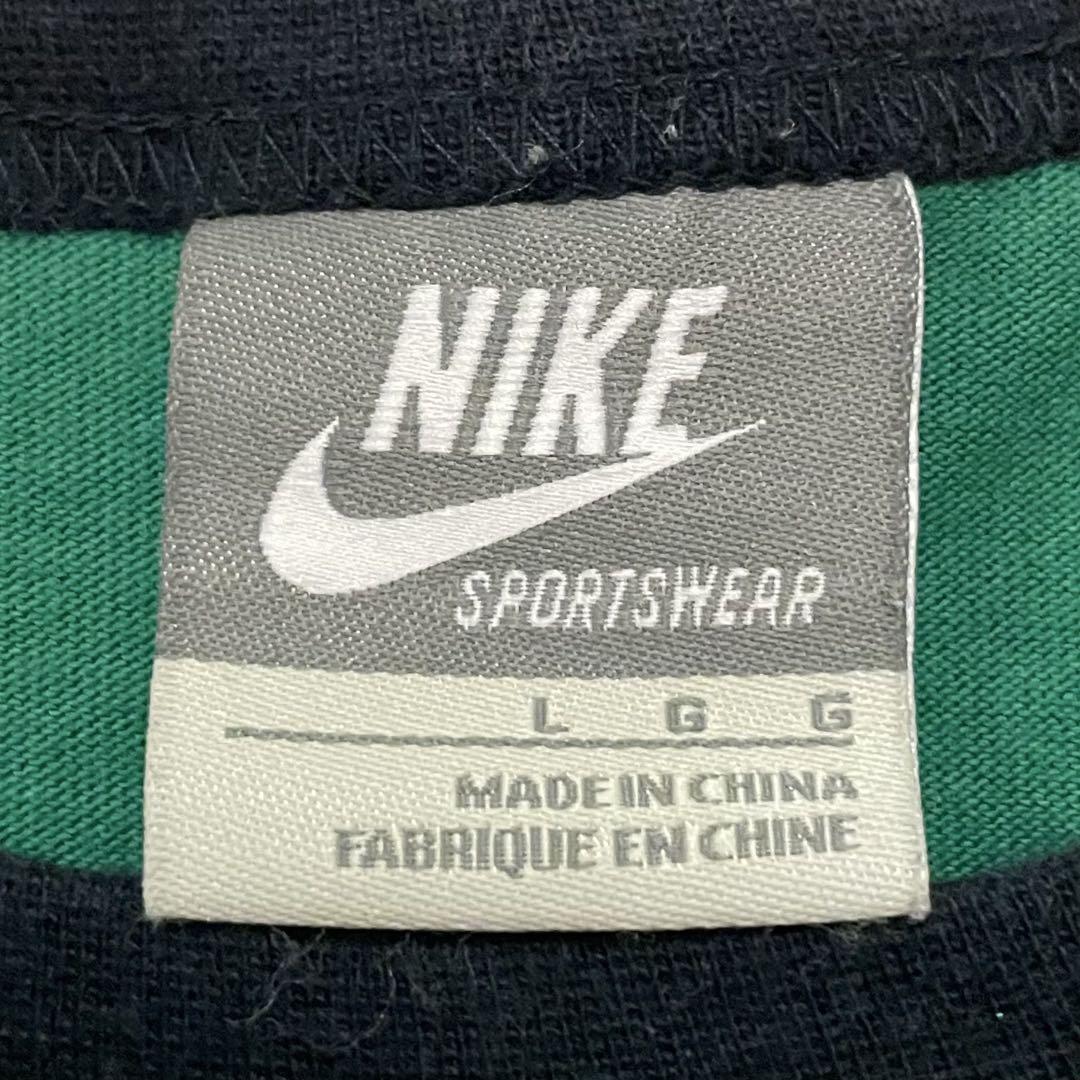 NIKE
SPORTSWEAR
L G G
MADE IN CHINA
FABRIQUE EN CHINE